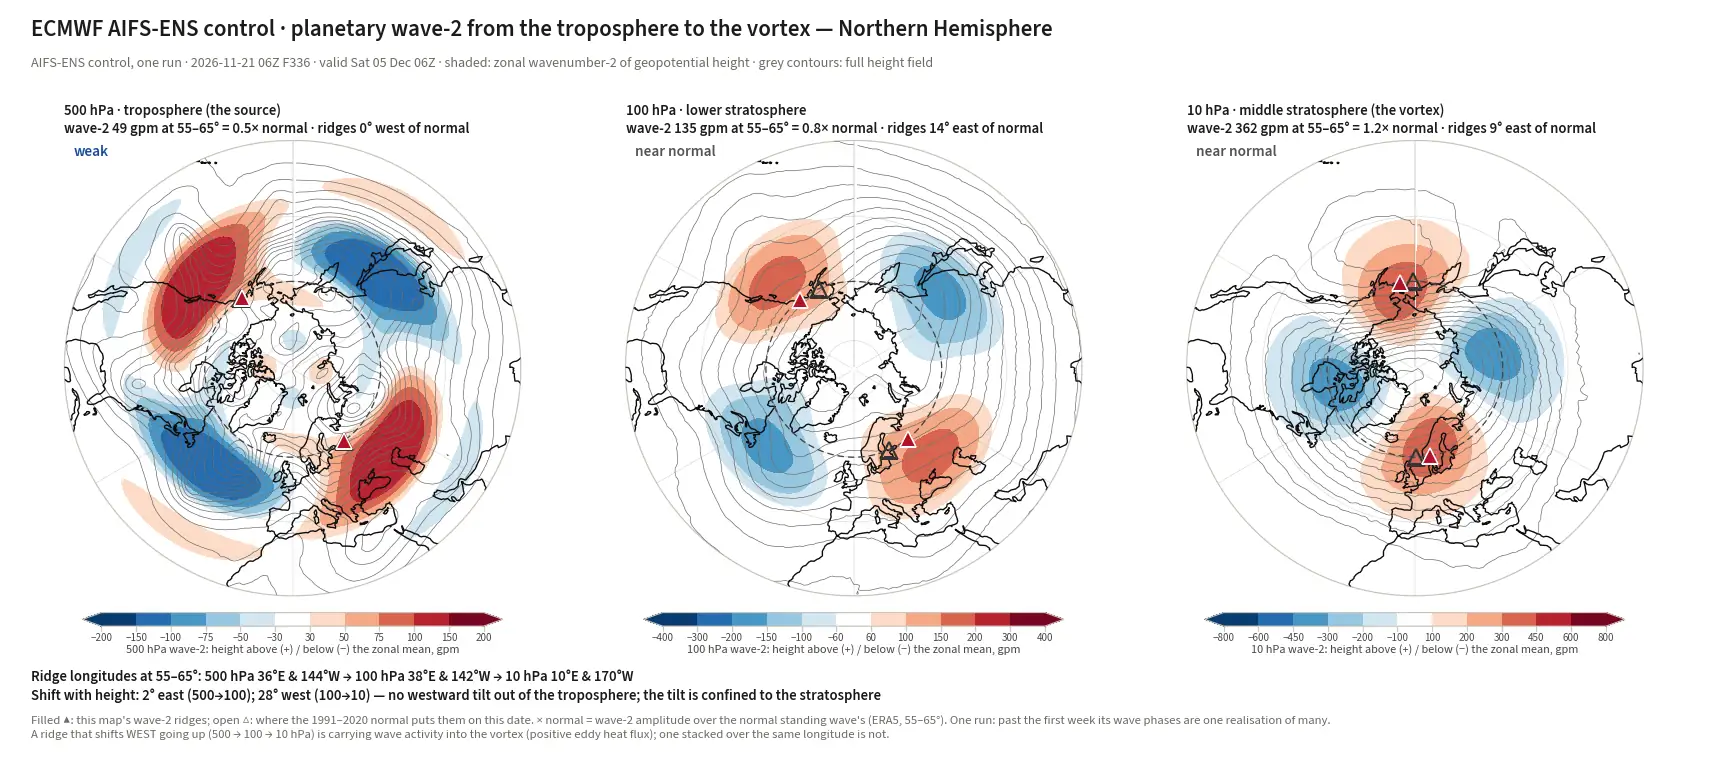 ECMWF AIFS-ENS control · planetary wave-2 from the troposphere to the vortex — Northern Hemisphere
AIFS-ENS control, one run · 2026-11-21 06Z F336 · valid Sat 05 Dec 06Z · shaded: zonal wavenumber-2 of geopotential height · grey contours: full height field
500 hPa · troposphere (the source)
wave-2 49 gpm at 55–65° = 0.5× normal · ridges 0° west of normal
weak
100 hPa · lower stratosphere
wave-2 135 gpm at 55–65° = 0.8× normal · ridges 14° east of normal
near normal
10 hPa · middle stratosphere (the vortex)
wave-2 362 gpm at 55–65° = 1.2× normal · ridges 9° east of normal
near normal
−200 −150 −100 −75 −50 −30 30 50 75 100 150 200
500 hPa wave-2: height above (+) / below (−) the zonal mean, gpm
−400 −300 −200 −150 −100 −60 60 100 150 200 300 400
100 hPa wave-2: height above (+) / below (−) the zonal mean, gpm
−800 −600 −450 −300 −200 −100 100 200 300 450 600 800
10 hPa wave-2: height above (+) / below (−) the zonal mean, gpm
Ridge longitudes at 55–65°: 500 hPa 36°E & 144°W → 100 hPa 38°E & 142°W → 10 hPa 10°E & 170°W
Shift with height: 2° east (500→100); 28° west (100→10) — no westward tilt out of the troposphere; the tilt is confined to the stratosphere
Filled ▲: this map's wave-2 ridges; open △: where the 1991–2020 normal puts them on this date. × normal = wave-2 amplitude over the normal standing wave's (ERA5, 55–65°). One run: past the first week its wave phases are one realisation of many.
A ridge that shifts WEST going up (500 → 100 → 10 hPa) is carrying wave activity into the vortex (positive eddy heat flux); one stacked over the same longitude is not.